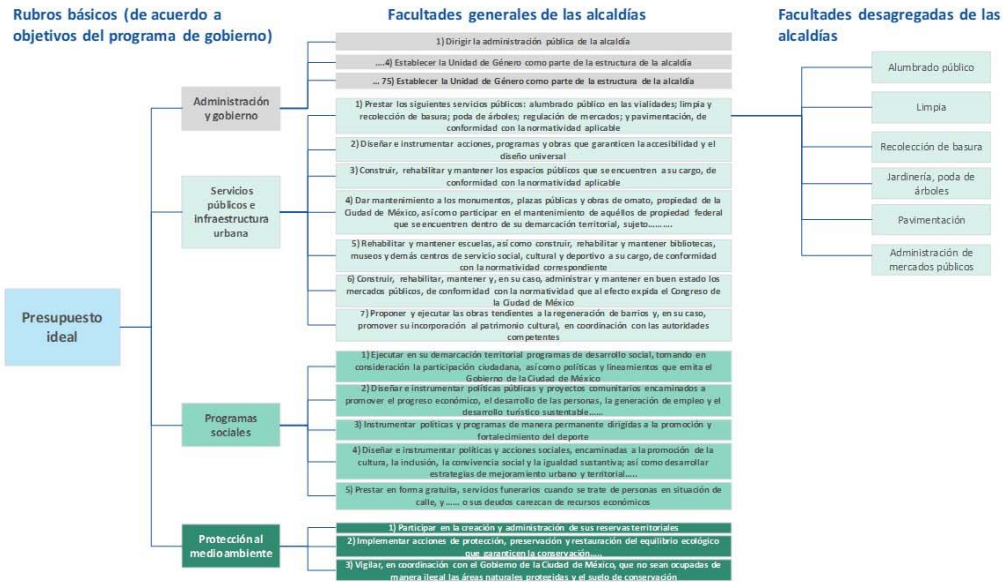 Rubros básicos (de acuerdo a
objetivos del programa de gobierno)
Facultades generales de las alcaldías
Facultades desagregadas de las
alcaldías
Presupuesto
ideal
Administración
y gobierno
1) Dirigir la administración pública de la alcaldía
....4) Establecer la Unidad de Género como parte de la estructura de la alcaldía
... 75) Establecer la Unidad de Género como parte de la estructura de la alcaldía
Servicios
públicos e
infraestructura
urbana
1) Prestar los siguientes servicios públicos: alumbrado público en las vialidades; limpia y
recolección de basura; poda de árboles; regulación de mercados; y pavimentación, de
conformidad con la normatividad aplicable
2) Diseñar e instrumentar acciones, programas y obras que garanticen la accesibilidad y el
diseño universal
3) Construir, rehabilitar y mantener los espacios públicos que se encuentren a su cargo, de
conformidad con la normatividad aplicable
4) Dar mantenimiento a los monumentos, plazas públicas y obras de ornato, propiedad de la
Ciudad de México, así como participar en el mantenimiento de aquéllos de propiedad federal
que se encuentren dentro de su demarcación territorial, sujeto..........
5) Rehabilitar y mantener escuelas, así como construir, rehabilitar y mantener bibliotecas,
museos y demás centros de servicio social, cultural y deportivo a su cargo, de conformidad
con la normatividad correspondiente
6) Construir, rehabilitar, mantener y, en su caso, administrar y mantener en buen estado los
mercados públicos, de conformidad con la normatividad que al efecto expida el Congreso de
la Ciudad de México
7) Proponer y ejecutar las obras tendientes a la regeneración de barrios y, en su caso,
promover su incorporación al patrimonio cultural, en coordinación con las autoridades
competentes
Alumbrado público
Limpia
Recolección de basura
Jardinería, poda de
árboles
Pavimentación
Administración de
mercados públicos
Programas
sociales
1) Ejecutar en su demarcación territorial programas de desarrollo social, tomando en
consideración la participación ciudadana, así como políticas y lineamientos que emita el
Gobierno de la Ciudad de México
2) Diseñar e instrumentar políticas públicas y proyectos comunitarios encaminados a
promover el progreso económico, el desarrollo de las personas, la generación de empleo y el
desarrollo turístico sustentable......
3) Instrumentar políticas y programas de manera permanente dirigidas a la promoción y
fortalecimiento del deporte
4) Diseñar e instrumentar políticas y acciones sociales, encaminadas a la promoción de la
cultura, la inclusión, la convivencia social y la igualdad sustantiva; así como desarrollar
estrategias de mejoramiento urbano y territorial.....
5) Prestar en forma gratuita, servicios funerarios cuando se trate de personas en situación de
calle, y ...... o sus deudos carezcan de recursos económicos
Protección al
medio ambiente
1) Participar en la creación y administración de sus reservas territoriales
2) Implementar acciones de protección, preservación y restauración del equilibrio ecológico
que garanticen la conservación.....
3) Vigilar, en coordinación con el Gobierno de la Ciudad de México, que no sean ocupadas de
manera ilegal las áreas naturales protegidas y el suelo de conservación